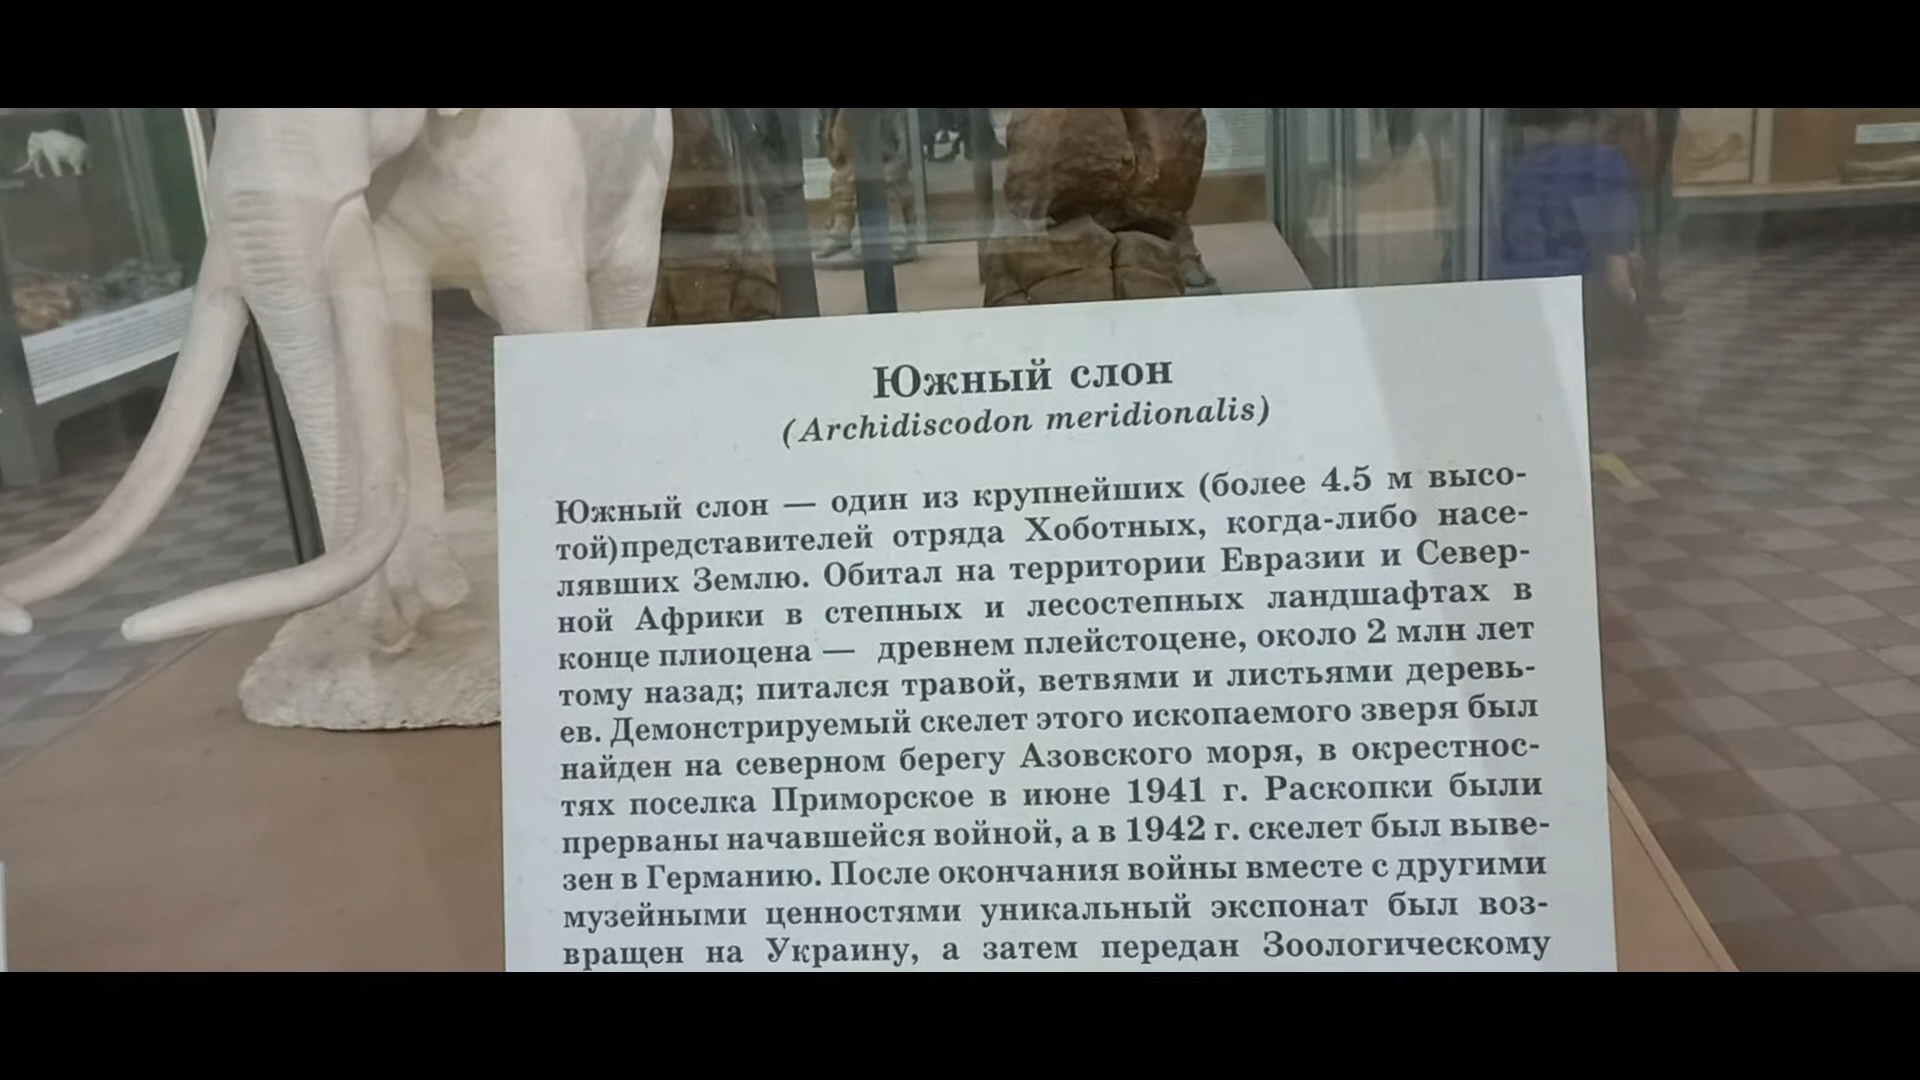 Южный слон
(Archidiscodon meridionalis)
Южный слон — один из крупнейших (более 4.5 м высо-
той)представителей отряда Хоботных, когда-либо насе-
лявших Землю. Обитал на территории Евразии и Север-
ной Африки в степных и лесостепных ландшафтах в
конце плиоцена — древнем плейстоцене, около 2 млн лет
тому назад; питался травой, ветвями и листьями деревь-
ев. Демонстрируемый скелет этого ископаемого зверя был
найден на северном берегу Азовского моря, в окрестнос-
тях поселка Приморское в июне 1941 г. Раскопки были
прерваны начавшейся войной, а в 1942 г. скелет был выве-
зен в Германию. После окончания войны вместе с другими
музейными ценностями уникальный экспонат был воз-
вращен на Украину, а затем передан Зоологическому